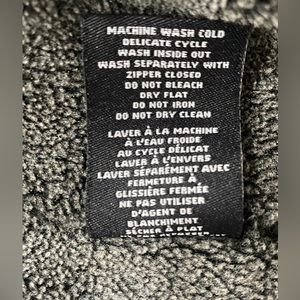 MACHINE WASH COLD
DELICATE CYCLE
WASH INSIDE OUT
WASH SEPARATELY WITH
ZIPPER CLOSED
DO NOT BLEACH
DRY FLAT
DO NOT IRON
DO NOT DRY CLEAN
LAVER À LA MACHINE
À L'EAU FROIDE
AU CYCLE DÉLICAT
LAVER À L'ENVERS
LAVER SÉPARÉMENT AVEC
FERMETURE À
GLISSIÈRE FERMÉE
NE PAS UTILISER
D'AGENT DE
BLANCHIMENT
SÉCHER À PLAT